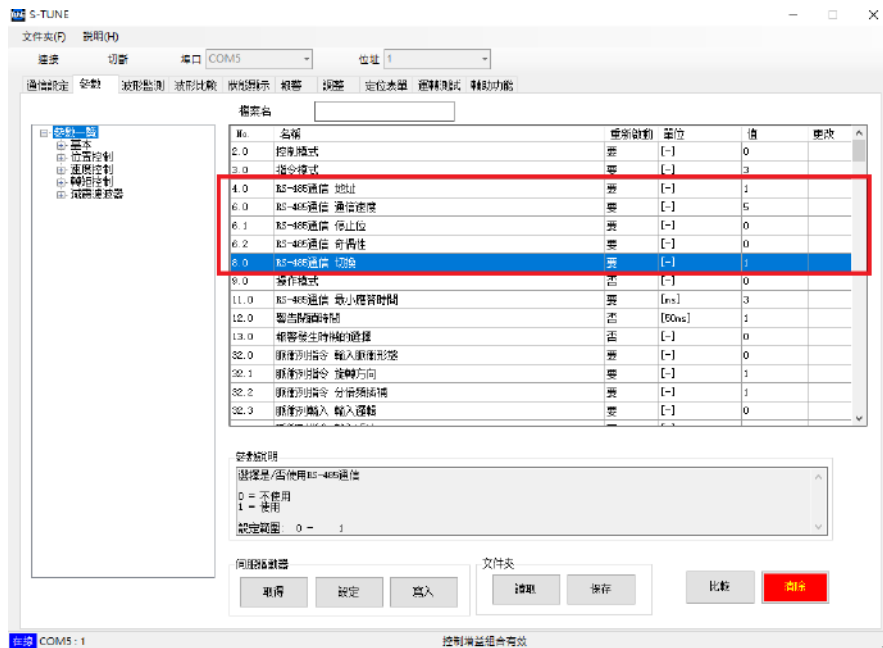 S-TUNE
文件夾(F) 說明(H)
連接 切斷 埠口 COM5 位址 1
通信設定 參數 波形監測 波形比較 狀態顯示 報警 調整 定位表單 運轉測試 輔助功能
檔案名
參數一覽
基本
位置控制
速度控制
轉矩控制
減震濾波器
No. 名稱 重新啟動 單位 值 更改
2.0 控制模式 要 [-] 0
3.0 指令模式 要 [-] 3
4.0 RS-485通信 地址 要 [-] 1
6.0 RS-485通信 通信速度 要 [-] 5
6.1 RS-485通信 停止位 要 [-] 0
6.2 RS-485通信 奇偶性 要 [-] 0
8.0 RS-485通信 切換 要 [-] 1
9.0 操作模式 否 [-] 0
11.0 RS-485通信 最小應答時間 要 [ms] 3
12.0 警告閉鎖時間 否 [50ms] 1
13.0 報警發生時機的選擇 否 [-] 0
32.0 脈衝列指令 輸入脈衝形態 要 [-] 0
32.1 脈衝列指令 旋轉方向 要 [-] 1
32.2 脈衝列指令 分倍頻插補 要 [-] 1
32.3 脈衝列輸入 輸入邏輯 要 [-] 0
參數說明
選擇是/否使用RS-485通信
0 = 不使用
1 = 使用
設定範圍: 0 - 1
伺服驅動器 文件夾
取得 設定 寫入 讀取 保存 比較 清除
在線 COM5 : 1 控制增益組合有效